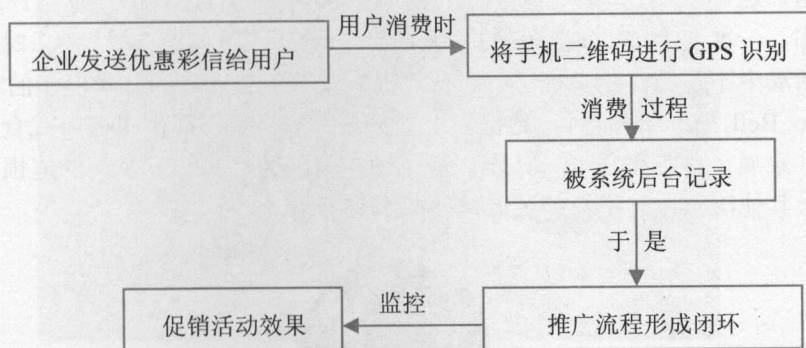 企业发送优惠彩信给用户
用户消费时
将手机二维码进行 GPS 识别
消费 过程
被系统后台记录
于 是
推广流程形成闭环
监控
促销活动效果